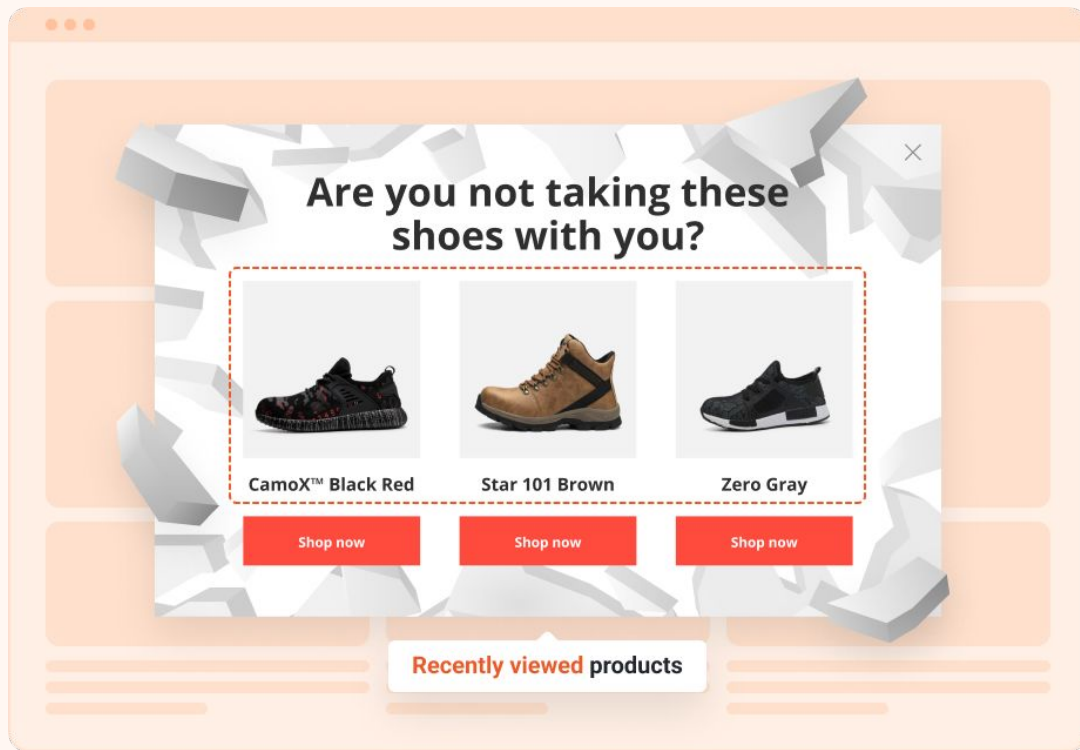 Are you not taking these
shoes with you?
CamoX™ Black Red
Star 101 Brown
Zero Gray
Shop now
Shop now
Shop now
Recently viewed products